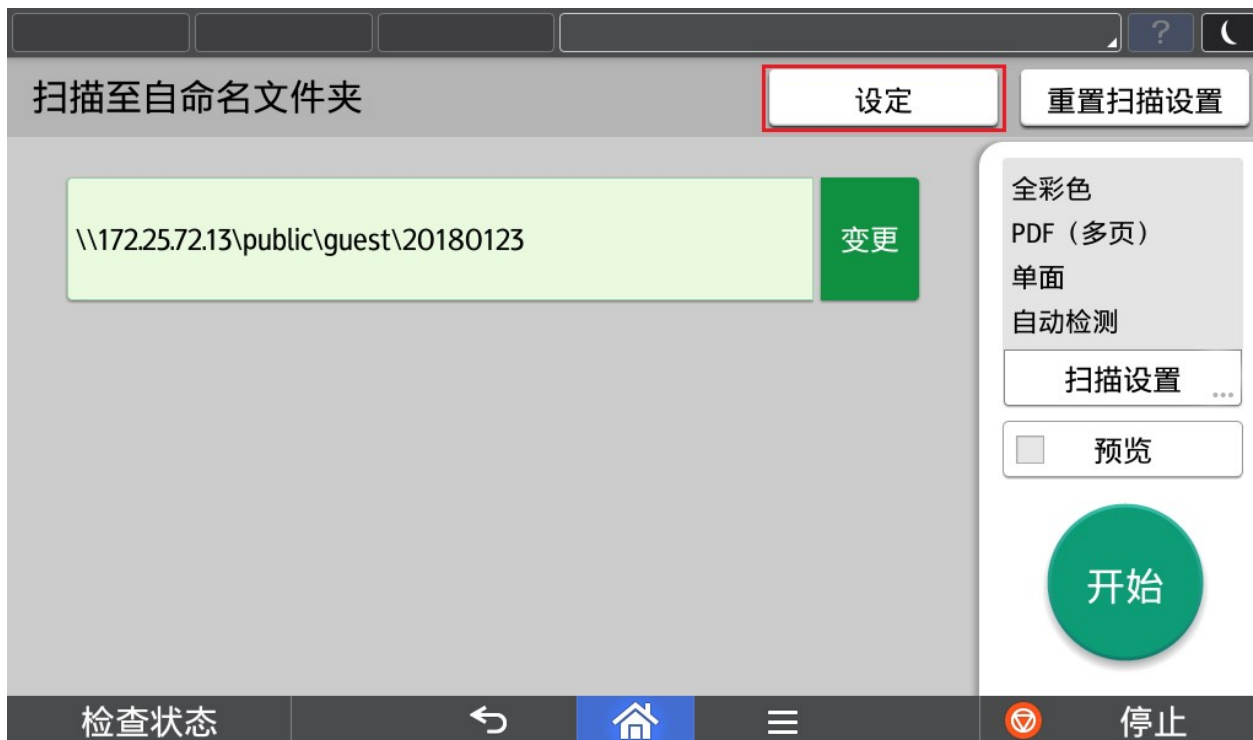 ?
扫描至自命名文件夹
设定
重置扫描设置
\\172.25.72.13\public\guest\20180123
变更
全彩色
PDF（多页）
单面
自动检测
扫描设置
...
预览
开始
检查状态
停止